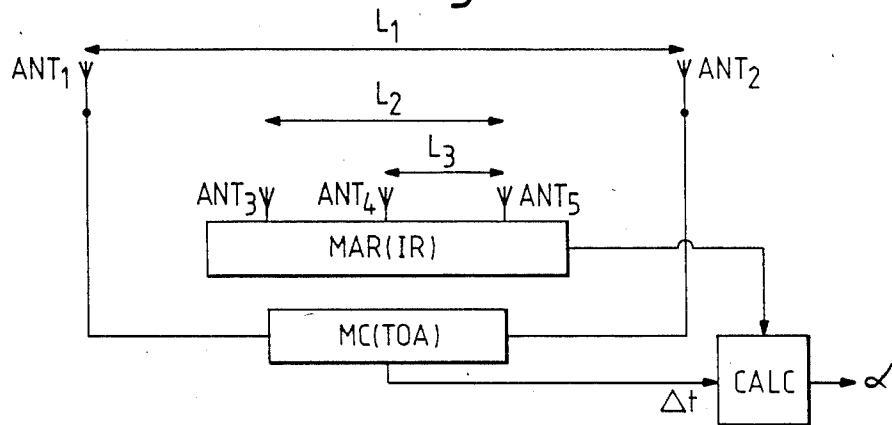 L1
ANT1 ANT2
L2
L3
ANT3 ANT4 ANT5
MAR(IR)
MC(TOA)
CALC α
Δt